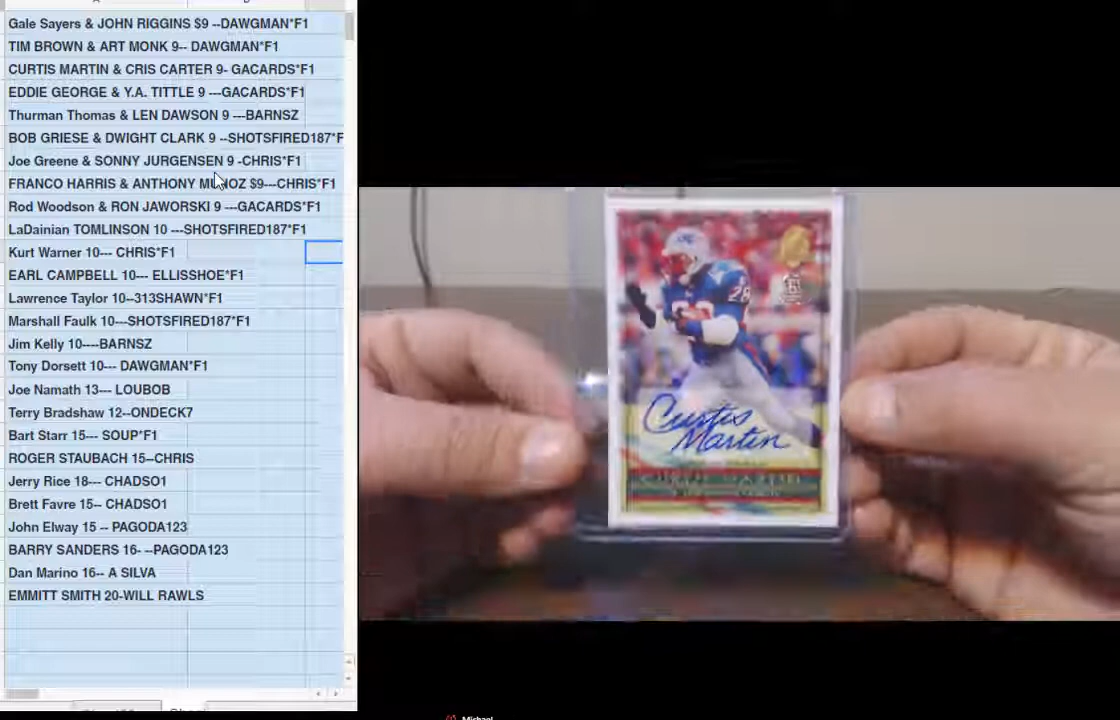 Gale Sayers & JOHN RIGGINS $9 --DAWGMAN*F1
TIM BROWN & ART MONK 9-- DAWGMAN*F1
CURTIS MARTIN & CRIS CARTER 9- GACARDS*F1
EDDIE GEORGE & Y.A. TITTLE 9 ---GACARDS*F1
Thurman Thomas & LEN DAWSON 9 ---BARNSZ
BOB GRIESE & DWIGHT CLARK 9 --SHOTSFIRED187*F
Joe Greene & SONNY JURGENSEN 9 -CHRIS*F1
FRANCO HARRIS & ANTHONY MUNOZ $9---CHRIS*F1
Rod Woodson & RON JAWORSKI 9 ---GACARDS*F1
LaDainian TOMLINSON 10 ---SHOTSFIRED187*F1
Kurt Warner 10--- CHRIS*F1
EARL CAMPBELL 10--- ELLISSHOE*F1
Lawrence Taylor 10--313SHAWN*F1
Marshall Faulk 10---SHOTSFIRED187*F1
Jim Kelly 10----BARNSZ
Tony Dorsett 10--- DAWGMAN*F1
Joe Namath 13--- LOUBOB
Terry Bradshaw 12--ONDECK7
Bart Starr 15--- SOUP*F1
ROGER STAUBACH 15--CHRIS
Jerry Rice 18--- CHADSO1
Brett Favre 15-- CHADSO1
John Elway 15 -- PAGODA123
BARRY SANDERS 16- --PAGODA123
Dan Marino 16-- A SILVA
EMMITT SMITH 20-WILL RAWLS
28
Curtis
Martin
Michael